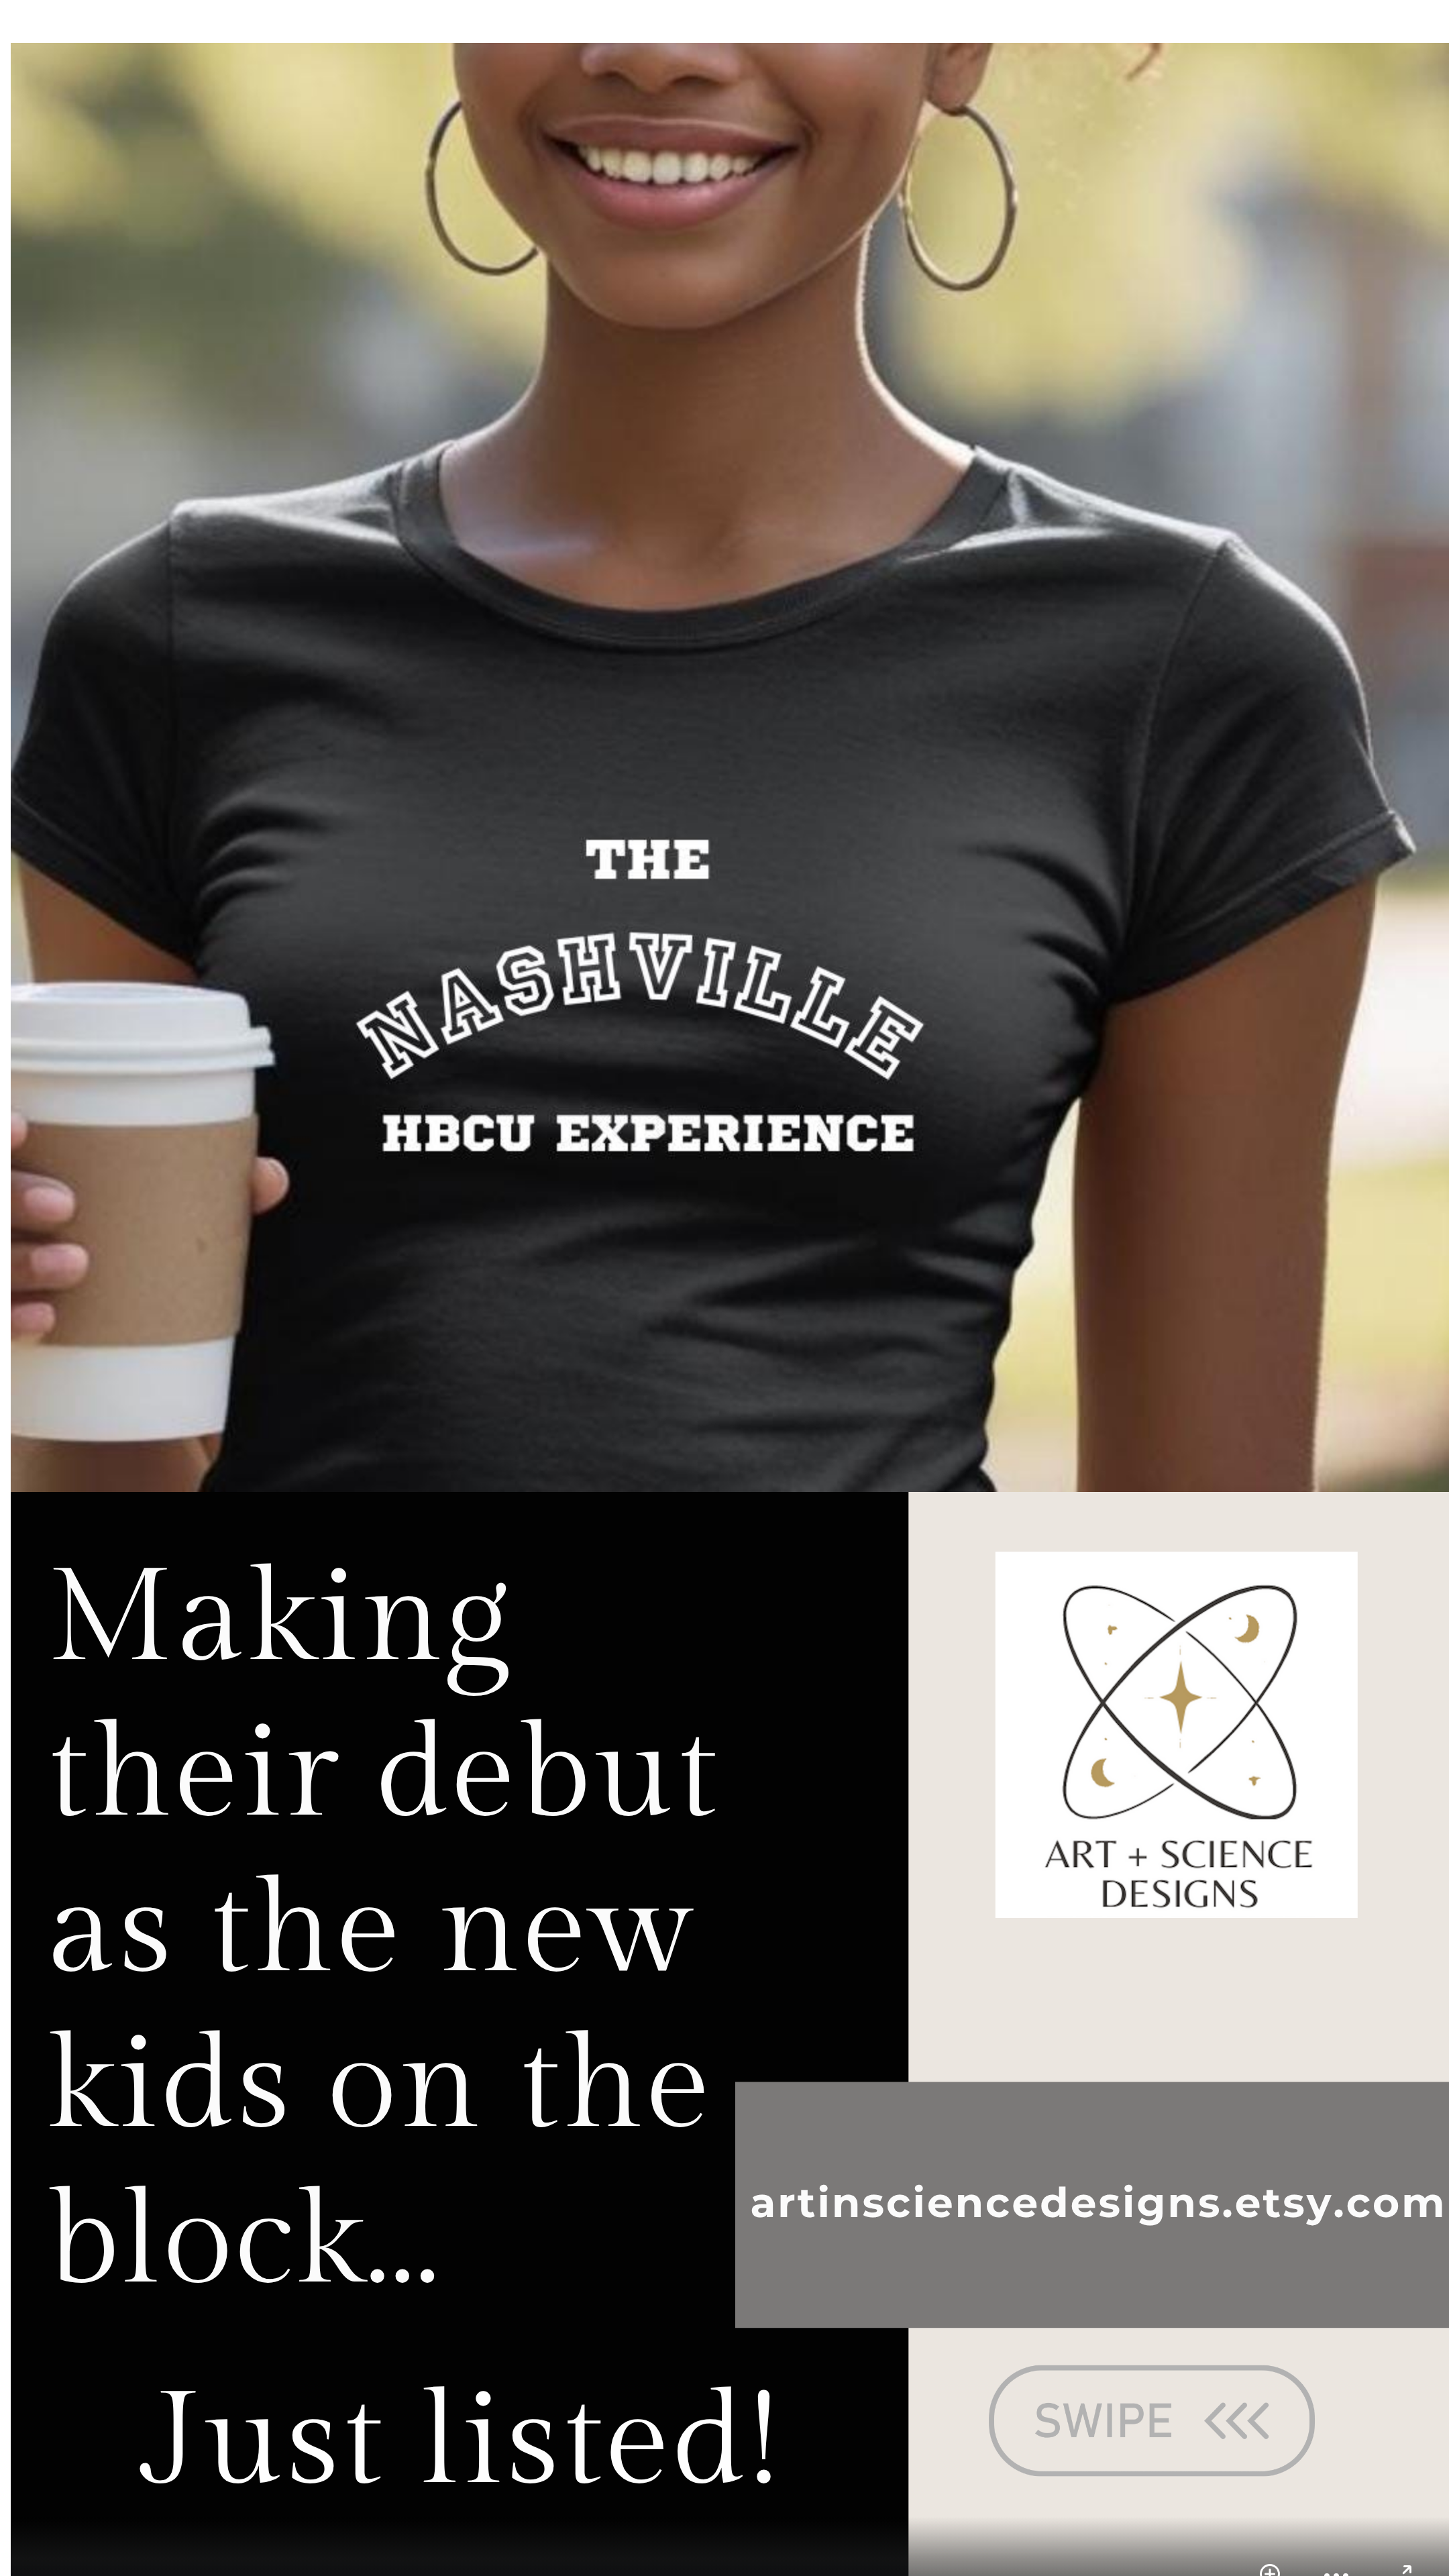 THE
NASHVILLE
HBCU EXPERIENCE
Making
their debut
as the new
kids on the
block...
Just listed!
ART + SCIENCE
DESIGNS
artinsciencedesigns.etsy.com
SWIPE